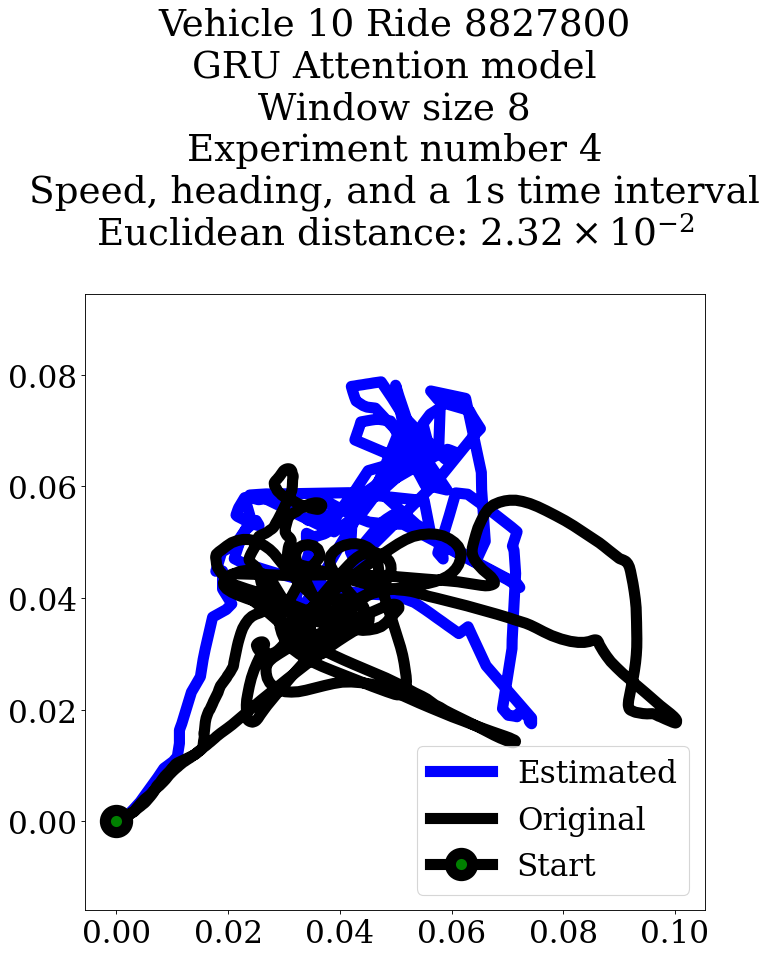 Vehicle 10 Ride 8827800
GRU Attention model
Window size 8
Experiment number 4
Speed, heading, and a 1s time interval
Euclidean distance: 2.32 × 10⁻²
0.08
0.06
0.04
0.02
0.00
Estimated
Original
Start
0.00 0.02 0.04 0.06 0.08 0.10